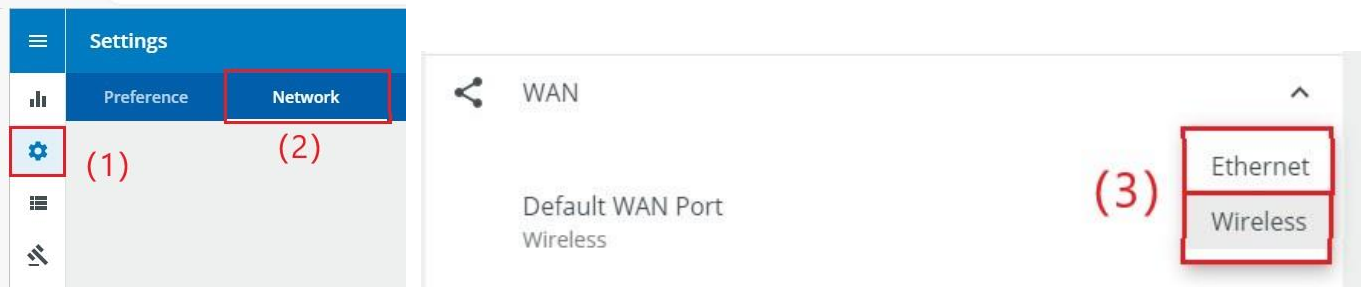 Settings
Preference
Network
(1)
(2)
WAN
Default WAN Port
Wireless
(3)
Ethernet
Wireless